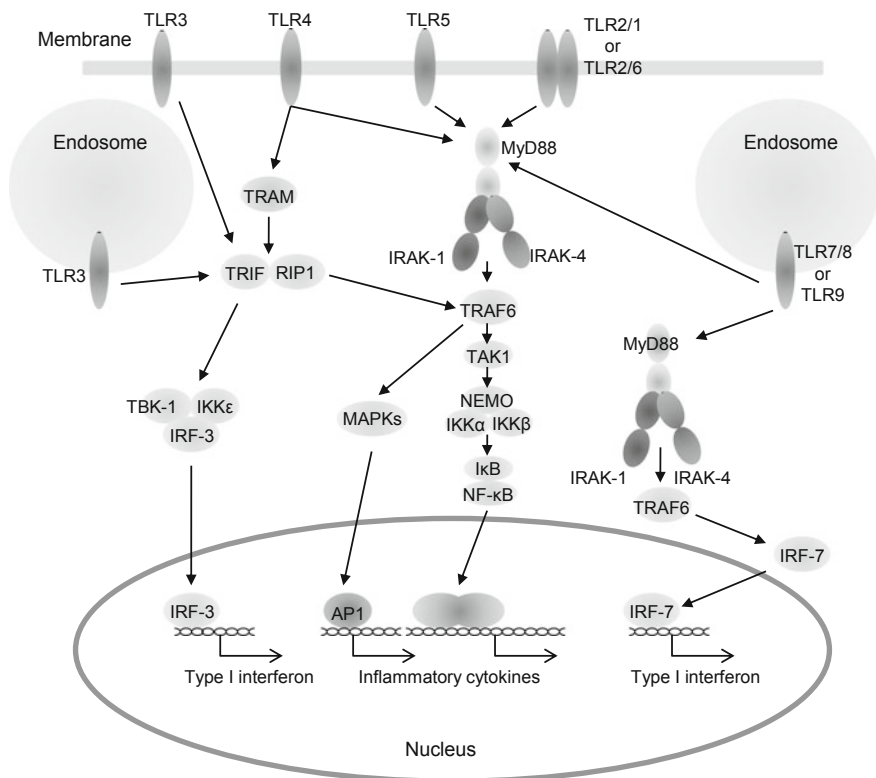 TLR3
TLR4
TLR5
TLR2/1
or
TLR2/6
Membrane
Endosome
Endosome
MyD88
TRAM
IRAK-1
IRAK-4
TLR3
TRIF
RIP1
TLR7/8
or
TLR9
TRAF6
TAK1
MyD88
TBK-1
IKKε
IRF-3
MAPKs
NEMO
IKKα
IKKβ
IκB
NF-κB
IRAK-1
IRAK-4
TRAF6
IRF-7
IRF-3
AP1
IRF-7
Type I interferon
Inflammatory cytokines
Type I interferon
Nucleus